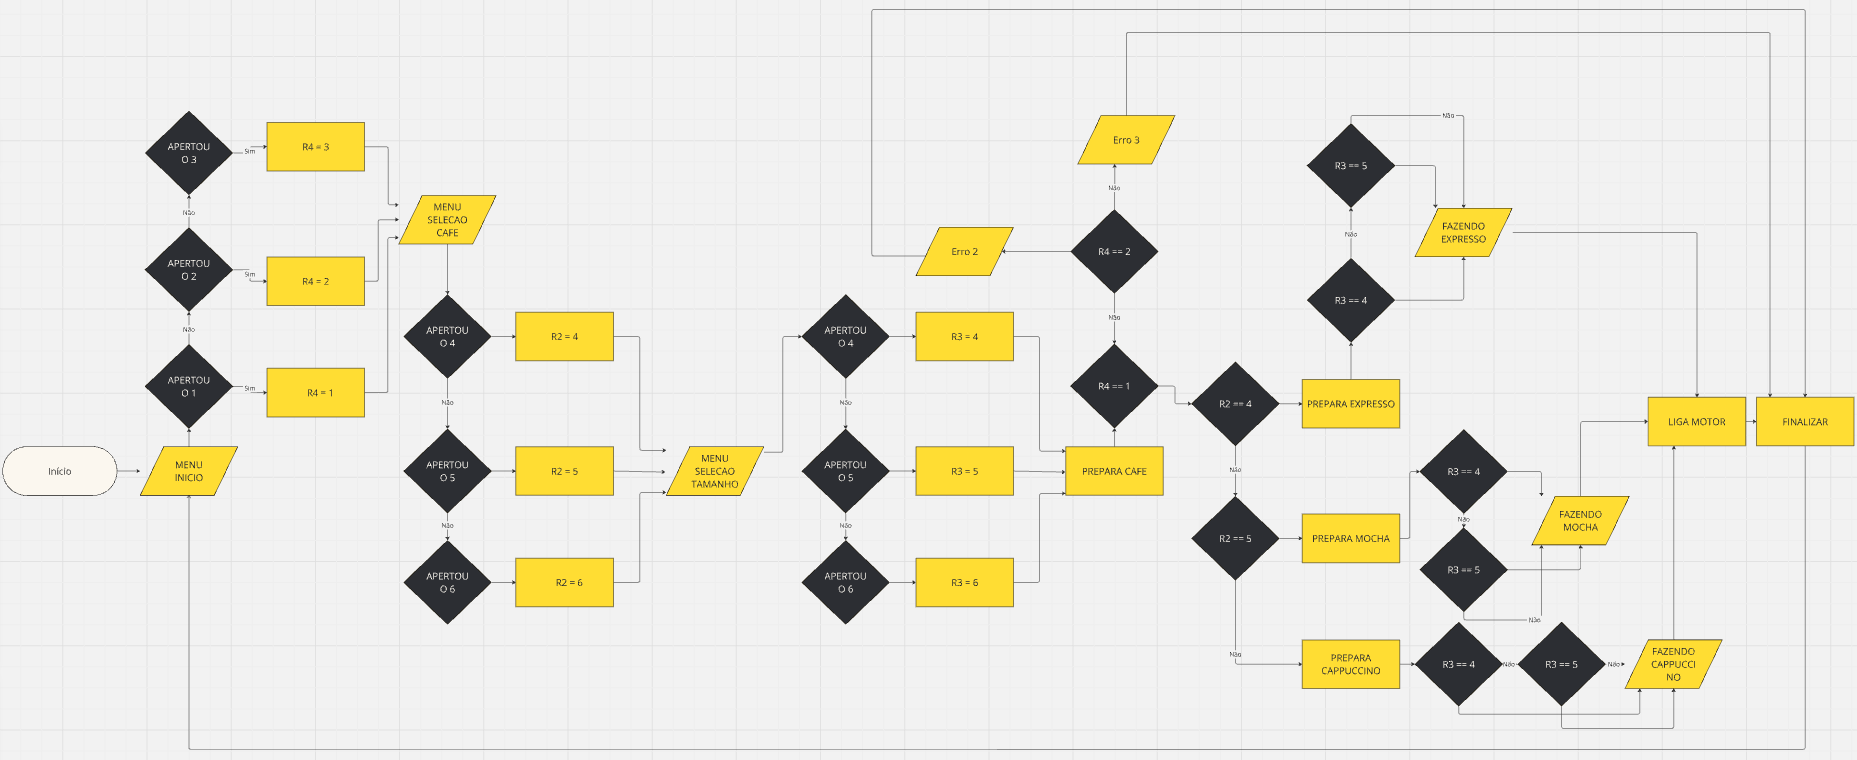 Início
MENU
INICIO
APERTOU
O 1
Não
Sim
R4 = 1
APERTOU
O 2
Não
Sim
R4 = 2
APERTOU
O 3
Sim
R4 = 3
MENU
SELECAO
CAFE
APERTOU
O 4
R2 = 4
Não
APERTOU
O 5
R2 = 5
Não
APERTOU
O 6
R2 = 6
MENU
SELECAO
TAMANHO
APERTOU
O 4
R3 = 4
Não
APERTOU
O 5
R3 = 5
Não
APERTOU
O 6
R3 = 6
PREPARA CAFE
R4 == 1
Não
R4 == 2
Erro 2
Não
Erro 3
R2 == 4
PREPARA EXPRESSO
R3 == 4
Não
R3 == 5
Não
FAZENDO
EXPRESSO
Não
R2 == 5
PREPARA MOCHA
R3 == 4
Não
R3 == 5
Não
FAZENDO
MOCHA
Não
PREPARA
CAPPUCCINO
R3 == 4
Não
R3 == 5
Não
FAZENDO
CAPPUCCI
NO
LIGA MOTOR
FINALIZAR